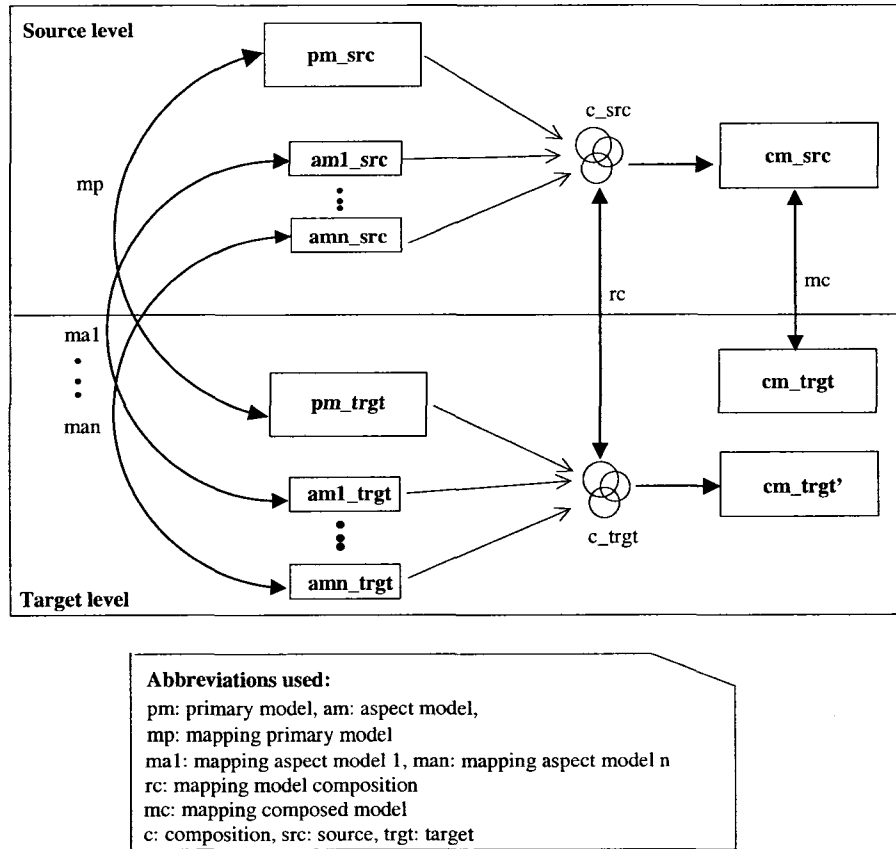 Source level
pm_src
c_src
am1_src
cm_src
mp
amn_src
rc
mc
ma1
man
cm_trgt
pm_trgt
cm_trgt’
am1_trgt
c_trgt
amn_trgt
Target level
Abbreviations used:
pm: primary model, am: aspect model,
mp: mapping primary model
ma1: mapping aspect model 1, man: mapping aspect model n
rc: mapping model composition
mc: mapping composed model
c: composition, src: source, trgt: target